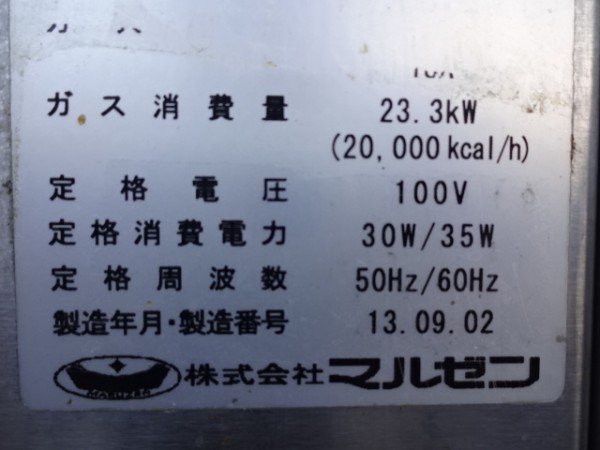 ガス消費量 23.3kW
(20,000kcal/h)
定格電圧 100V
定格消費電力 30W/35W
定格周波数 50Hz/60Hz
製造年月・製造番号 13.09.02
MARUZEN 株式会社 マルゼン